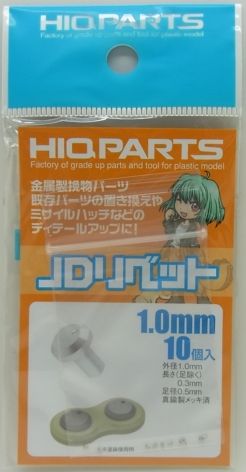 HIQPARTS
Factory of grade up parts and tool for plastic model
HIQPARTS
Factory of grade up parts and tool for plastic model
金属製換物パーツ
既存パーツの置き換えや
ミサイルハッチなどの
ディテールアップに!
JDリベット
1.0mm
10個入
外径1.0mm
長さ(足除く)
0.3mm
足径0.5mm
真鍮製メッキ済